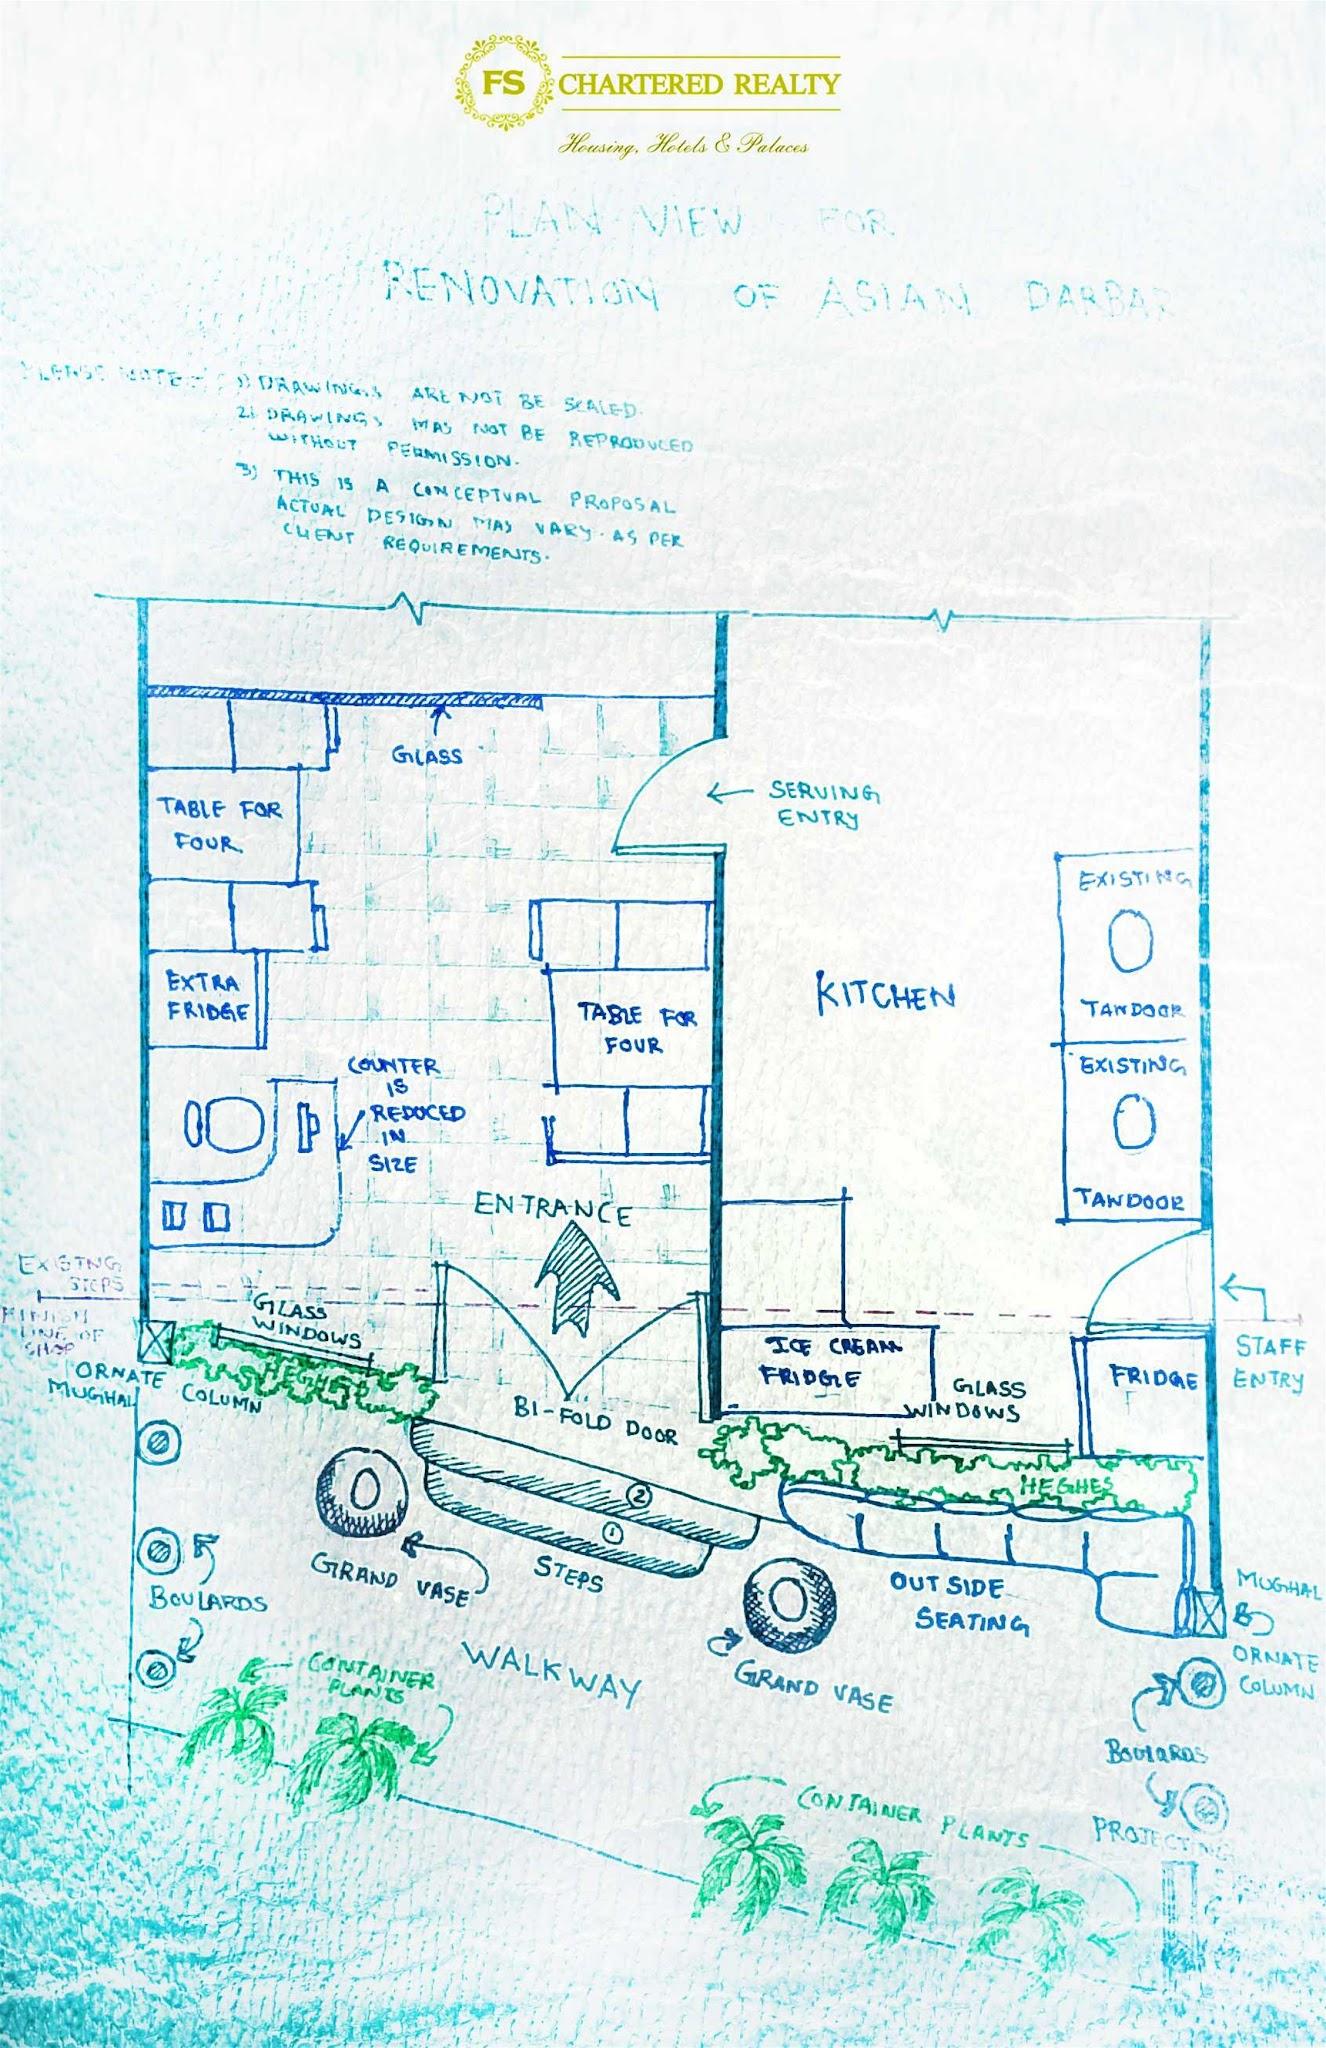 FS
CHARTERED REALTY
Housing, Hotels & Palaces
PLAN VIEW FOR
RENOVATION OF ASIAN DARBAR
PLEASE NOTE: 1) DRAWINGS ARE NOT BE SCALED.
2) DRAWINGS MAY NOT BE REPRODUCED
WITHOUT PERMISSION.
3) THIS IS A CONCEPTUAL PROPOSAL
ACTUAL DESIGN MAY VARY. AS PER
CLIENT REQUIREMENTS.
GLASS
SERVING
ENTRY
TABLE FOR
FOUR
EXISTING
TANDOOR
KITCHEN
EXTRA
FRIDGE
TABLE FOR
FOUR
COUNTER
IS
REDUCED
IN
SIZE
EXISTING
TANDOOR
ENTRANCE
EXISTNG
STEPS
FINISH
LINE OF
SHOP
GLASS
WINDOWS
HEGHES
ORNATE
MUGHAL
COLUMN
BI-FOLD DOOR
ICE CREAM
FRIDGE
GLASS
WINDOWS
FRIDGE
STAFF
ENTRY
HEGHES
2
1
STEPS
GRAND VASE
BOULARDS
OUTSIDE
SEATING
MUGHAL
ORNATE
COLUMN
WALKWAY
GRAND VASE
CONTAINER
PLANTS
BOULARDS
CONTAINER PLANTS
PROJECTING